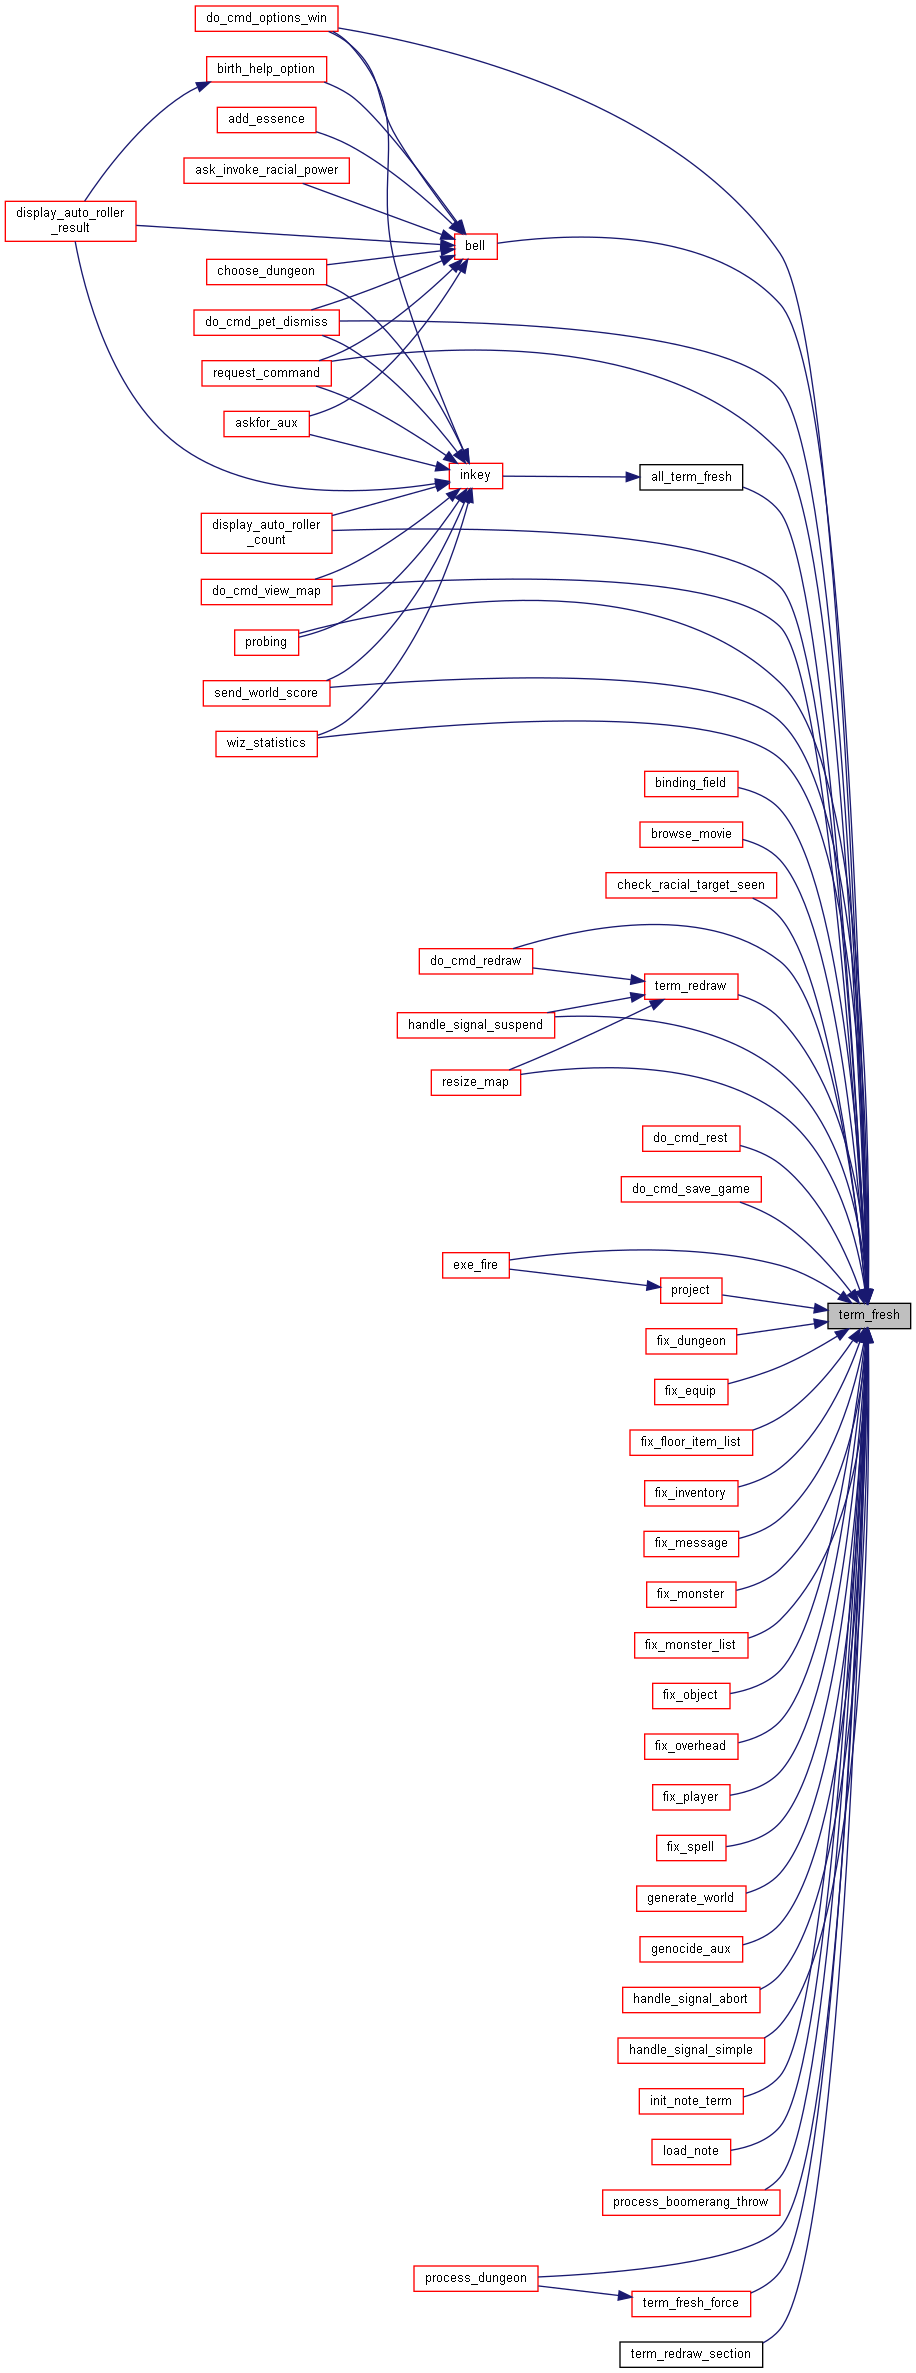 do_cmd_options_win
birth_help_option
add_essence
ask_invoke_racial_power
display_auto_roller
_result
bell
choose_dungeon
do_cmd_pet_dismiss
request_command
askfor_aux
inkey
all_term_fresh
display_auto_roller
_count
do_cmd_view_map
probing
send_world_score
wiz_statistics
binding_field
browse_movie
check_racial_target_seen
do_cmd_redraw
term_redraw
handle_signal_suspend
resize_map
do_cmd_rest
do_cmd_save_game
exe_fire
project
term_fresh
fix_dungeon
fix_equip
fix_floor_item_list
fix_inventory
fix_message
fix_monster
fix_monster_list
fix_object
fix_overhead
fix_player
fix_spell
generate_world
genocide_aux
handle_signal_abort
handle_signal_simple
init_note_term
load_note
process_boomerang_throw
process_dungeon
term_fresh_force
term_redraw_section